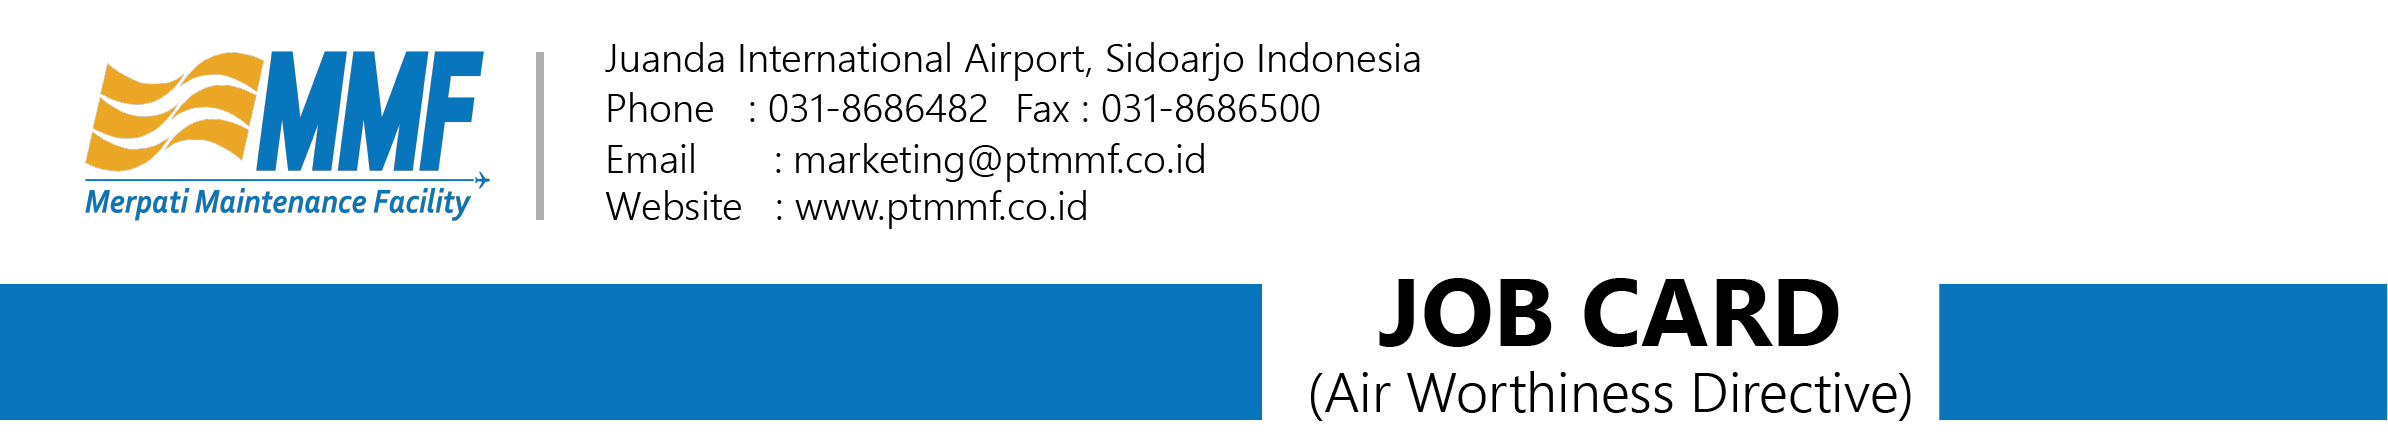 MMF
Merpati Maintenance Facility
Juanda International Airport, Sidoarjo Indonesia
Phone : 031-8686482 Fax : 031-8686500
Email : marketing@ptmmf.co.id
Website : www.ptmmf.co.id
JOB CARD
(Air Worthiness Directive)